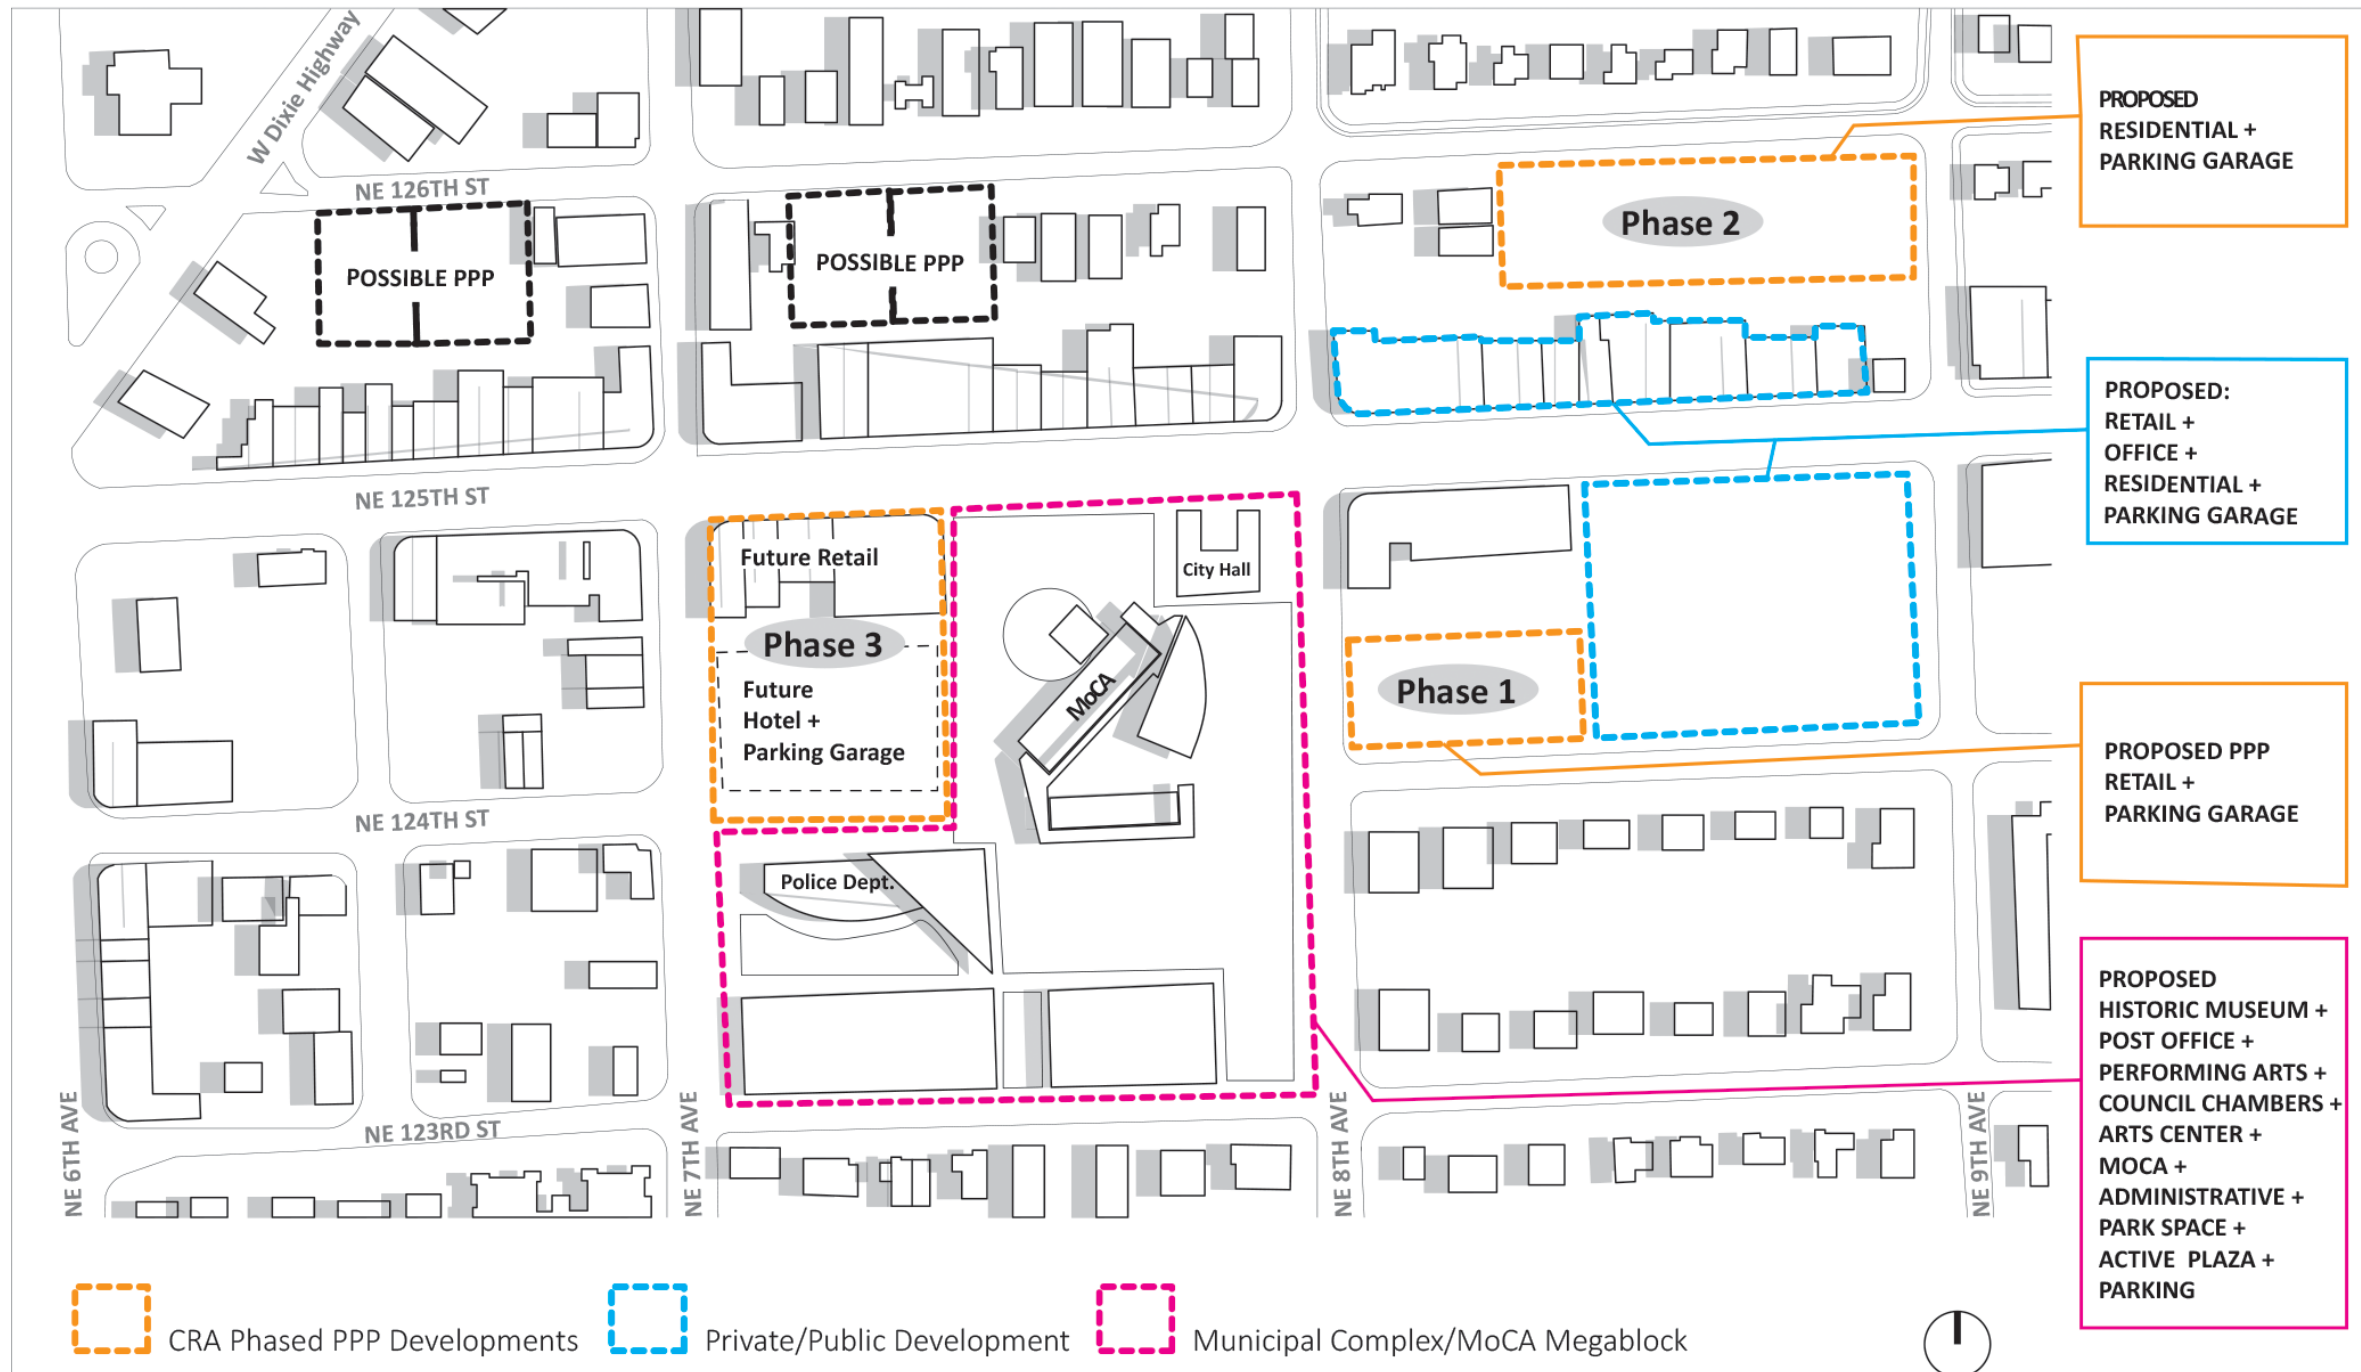 W Dixie Highway
NE 126TH ST
POSSIBLE PPP
POSSIBLE PPP
Phase 2
PROPOSED
RESIDENTIAL +
PARKING GARAGE
PROPOSED:
RETAIL +
OFFICE +
RESIDENTIAL +
PARKING GARAGE
NE 125TH ST
Future Retail
Phase 3
Future
Hotel +
Parking Garage
City Hall
MoCA
Phase 1
PROPOSED PPP
RETAIL +
PARKING GARAGE
NE 124TH ST
Police Dept.
PROPOSED
HISTORIC MUSEUM +
POST OFFICE +
PERFORMING ARTS +
COUNCIL CHAMBERS +
ARTS CENTER +
MOCA +
ADMINISTRATIVE +
PARK SPACE +
ACTIVE PLAZA +
PARKING
NE 123RD ST
NE 6TH AVE
NE 7TH AVE
NE 8TH AVE
NE 9TH AVE
CRA Phased PPP Developments
Private/Public Development
Municipal Complex/MoCA Megablock